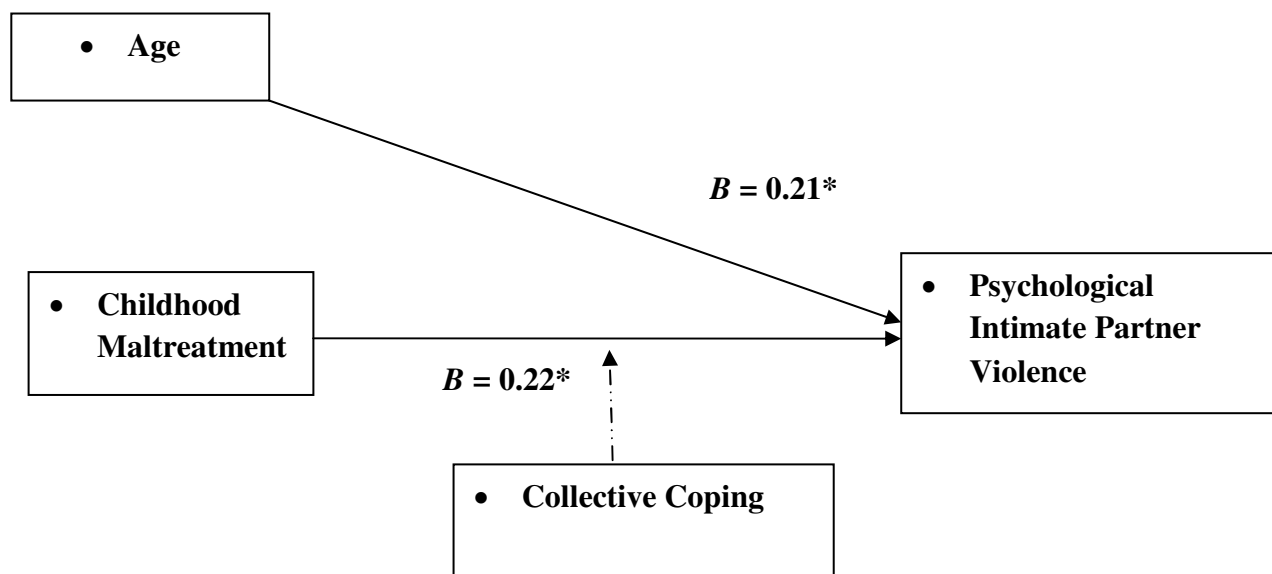 • Age
B = 0.21*
• Childhood
Maltreatment
• Psychological
Intimate Partner
Violence
B = 0.22*
• Collective Coping